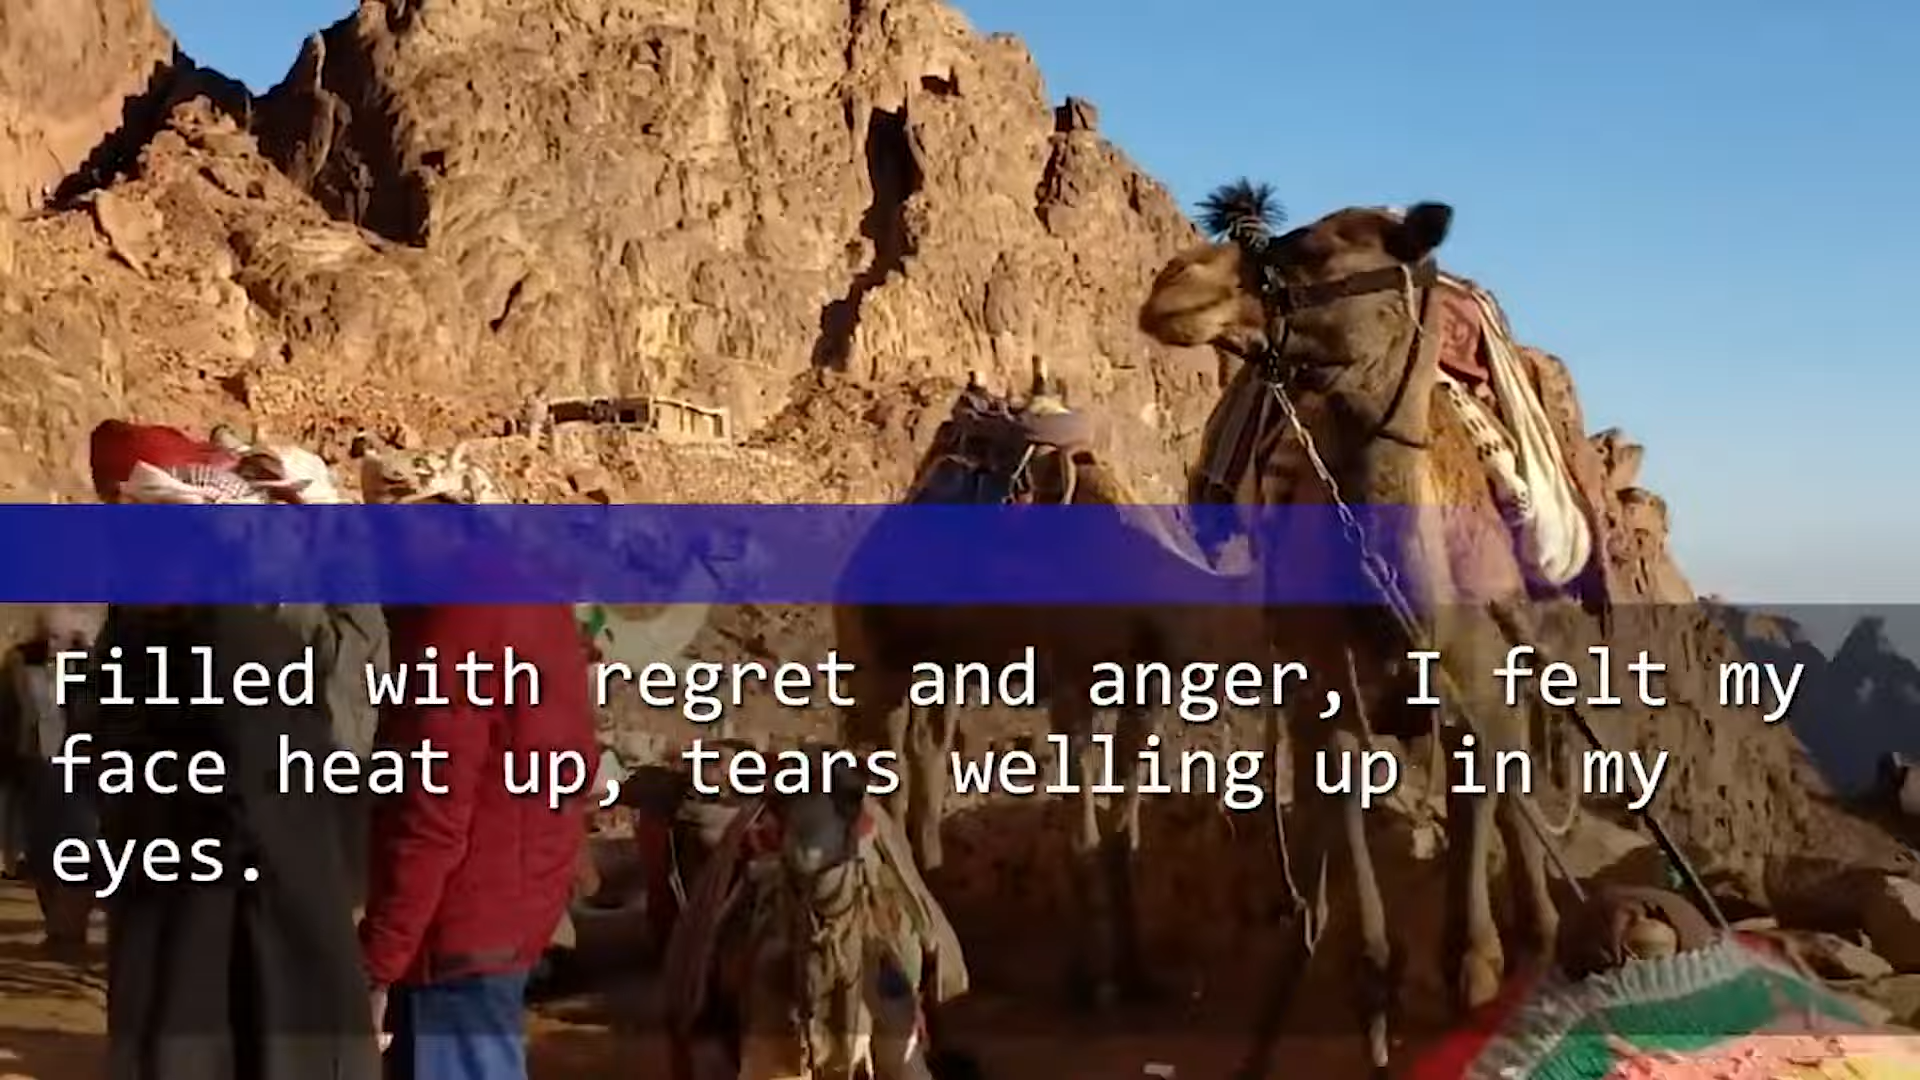 Filled with regret and anger, I felt my
face heat up, tears welling up in my
eyes.